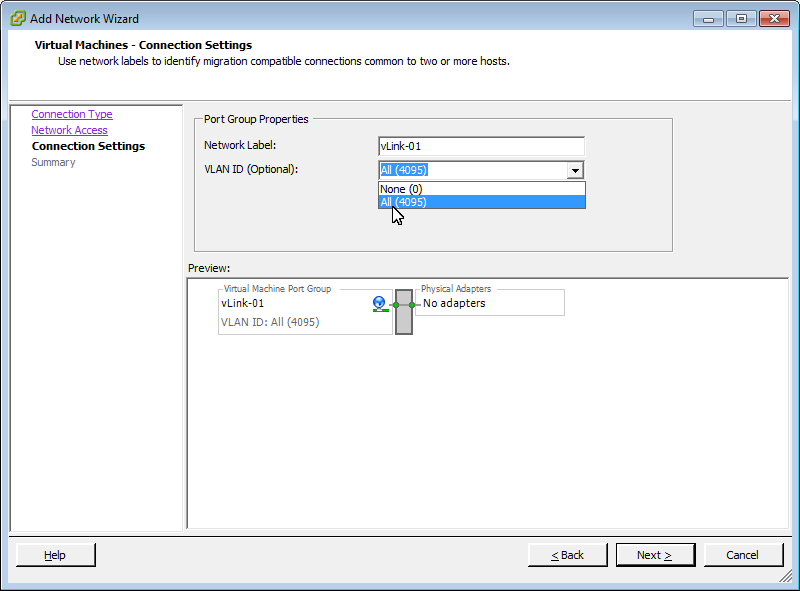 Add Network Wizard
Virtual Machines - Connection Settings
Use network labels to identify migration compatible connections common to two or more hosts.
Connection Type
Network Access
Connection Settings
Summary
Port Group Properties
Network Label:
vLink-01
VLAN ID (Optional):
All (4095)
None (0)
All (4095)
Preview:
Virtual Machine Port Group
vLink-01
VLAN ID: All (4095)
Physical Adapters
No adapters
Help
< Back
Next >
Cancel